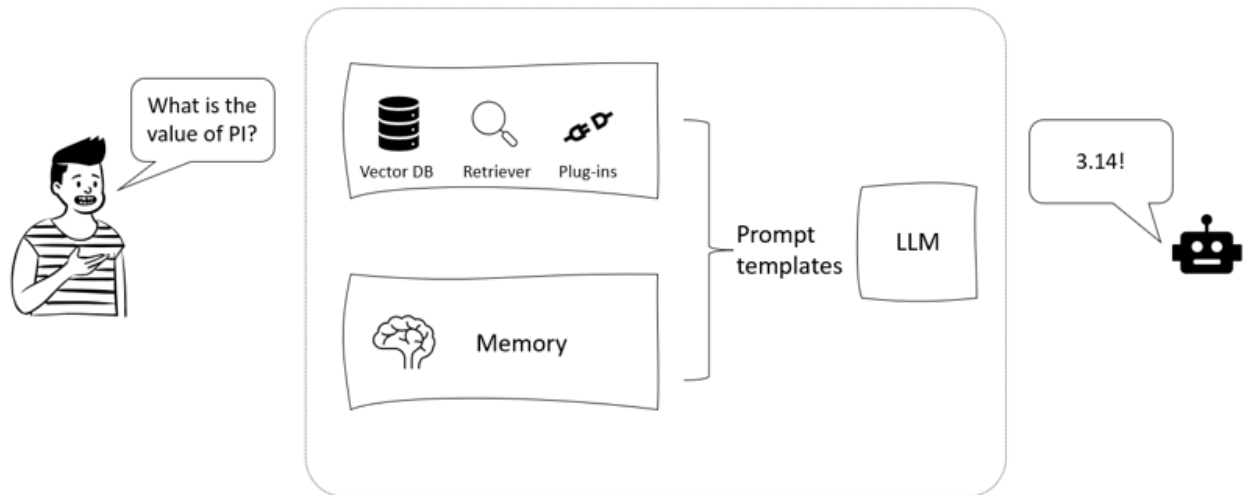 What is the
value of PI?
Vector DB
Retriever
Plug-ins
Memory
Prompt
templates
LLM
3.14!